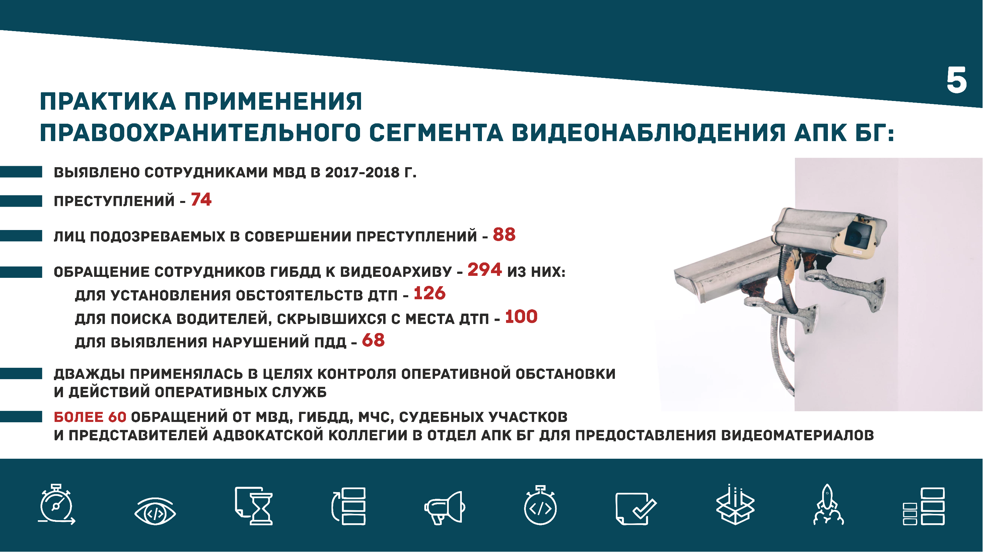 5
ПРАКТИКА ПРИМЕНЕНИЯ
ПРАВООХРАНИТЕЛЬНОГО СЕГМЕНТА ВИДЕОНАБЛЮДЕНИЯ АПК БГ:
ВЫЯВЛЕНО СОТРУДНИКАМИ МВД В 2017-2018 Г.
ПРЕСТУПЛЕНИЙ - 74
ЛИЦ ПОДОЗРЕВАЕМЫХ В СОВЕРШЕНИИ ПРЕСТУПЛЕНИЙ - 88
ОБРАЩЕНИЕ СОТРУДНИКОВ ГИБДД К ВИДЕОАРХИВУ - 294 ИЗ НИХ:
ДЛЯ УСТАНОВЛЕНИЯ ОБСТОЯТЕЛЬСТВ ДТП - 126
ДЛЯ ПОИСКА ВОДИТЕЛЕЙ, СКРЫВШИХСЯ С МЕСТА ДТП - 100
ДЛЯ ВЫЯВЛЕНИЯ НАРУШЕНИЙ ПДД - 68
ДВАЖДЫ ПРИМЕНЯЛАСЬ В ЦЕЛЯХ КОНТРОЛЯ ОПЕРАТИВНОЙ ОБСТАНОВКИ
И ДЕЙСТВИЙ ОПЕРАТИВНЫХ СЛУЖБ
БОЛЕЕ 60 ОБРАЩЕНИЙ ОТ МВД, ГИБДД, МЧС, СУДЕБНЫХ УЧАСТКОВ
И ПРЕДСТАВИТЕЛЕЙ АДВОКАТСКОЙ КОЛЛЕГИИ В ОТДЕЛ АПК БГ ДЛЯ ПРЕДОСТАВЛЕНИЯ ВИДЕОМАТЕРИАЛОВ